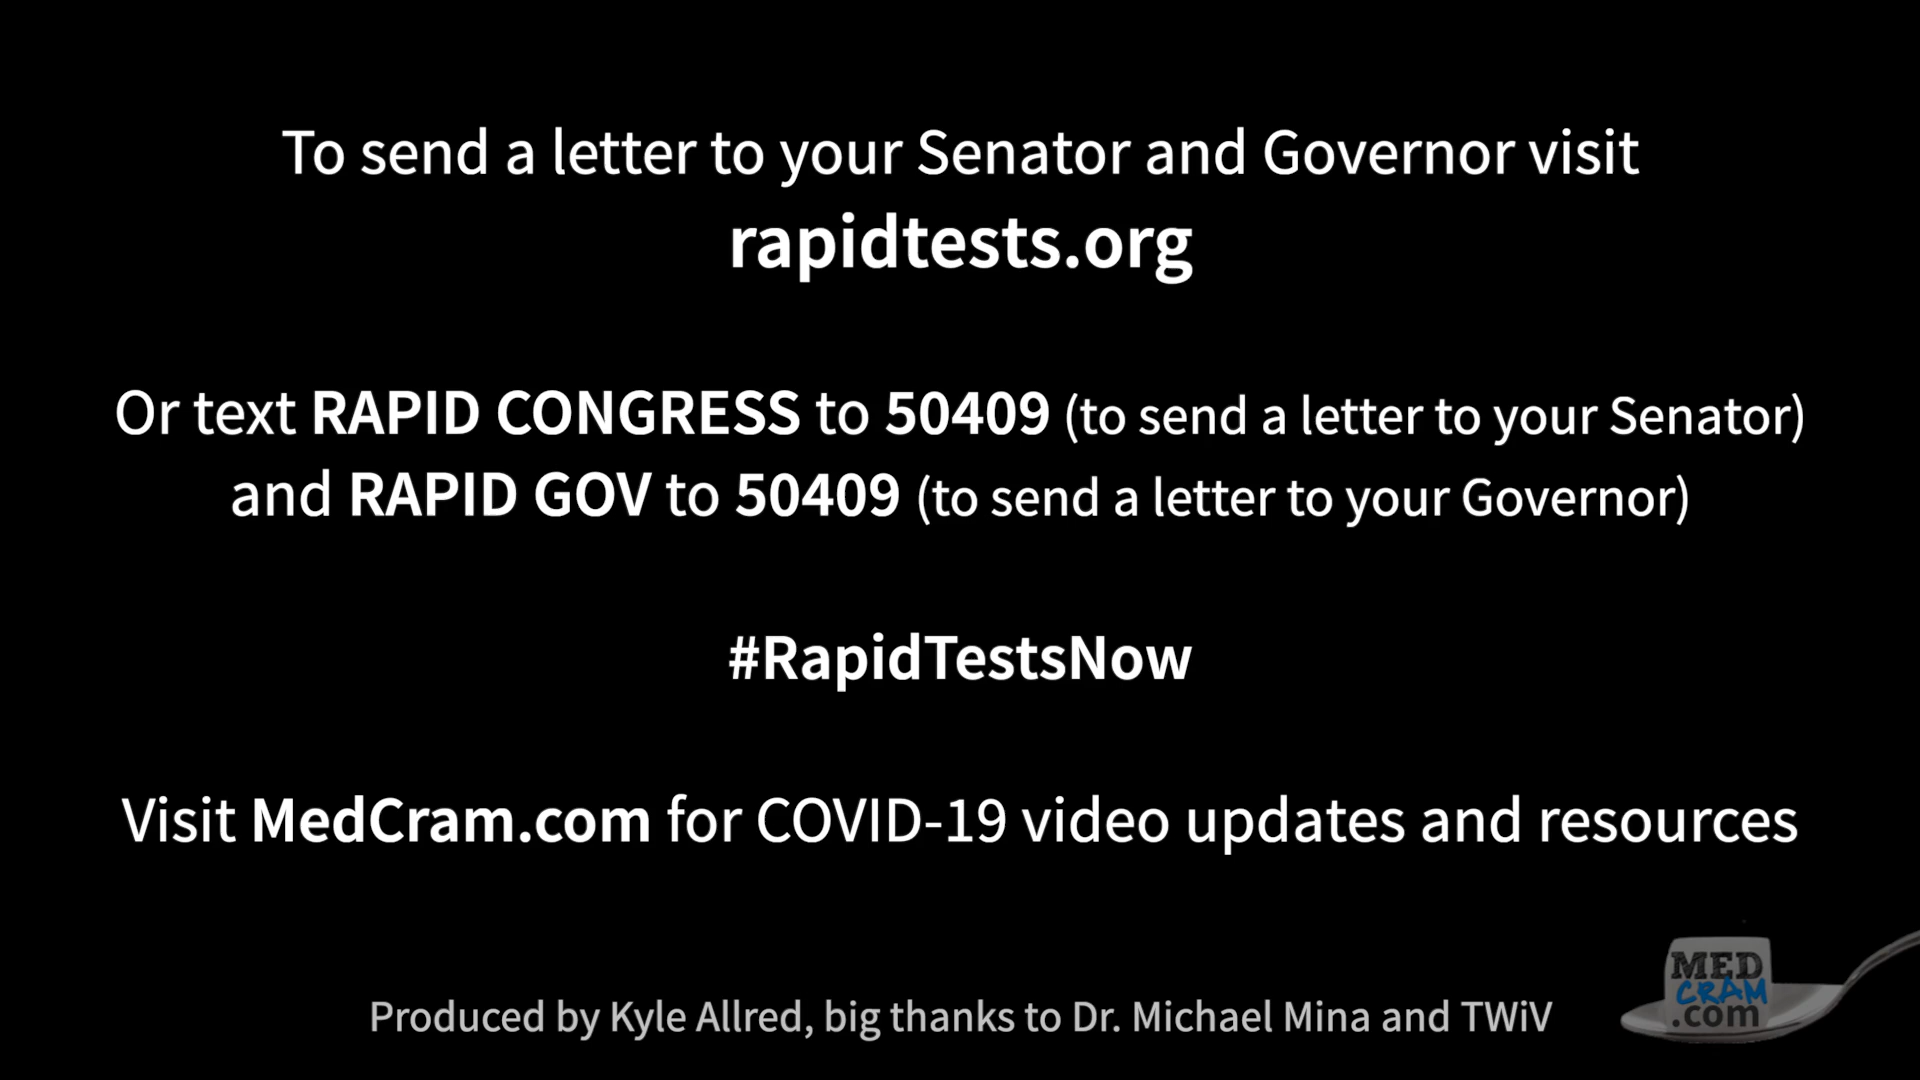 To send a letter to your Senator and Governor visit
rapidtests.org
Or text RAPID CONGRESS to 50409 (to send a letter to your Senator)
and RAPID GOV to 50409 (to send a letter to your Governor)
#RapidTestsNow
Visit MedCram.com for COVID-19 video updates and resources
Produced by Kyle Allred, big thanks to Dr. Michael Mina and TWiV
MED
CRAM
.com